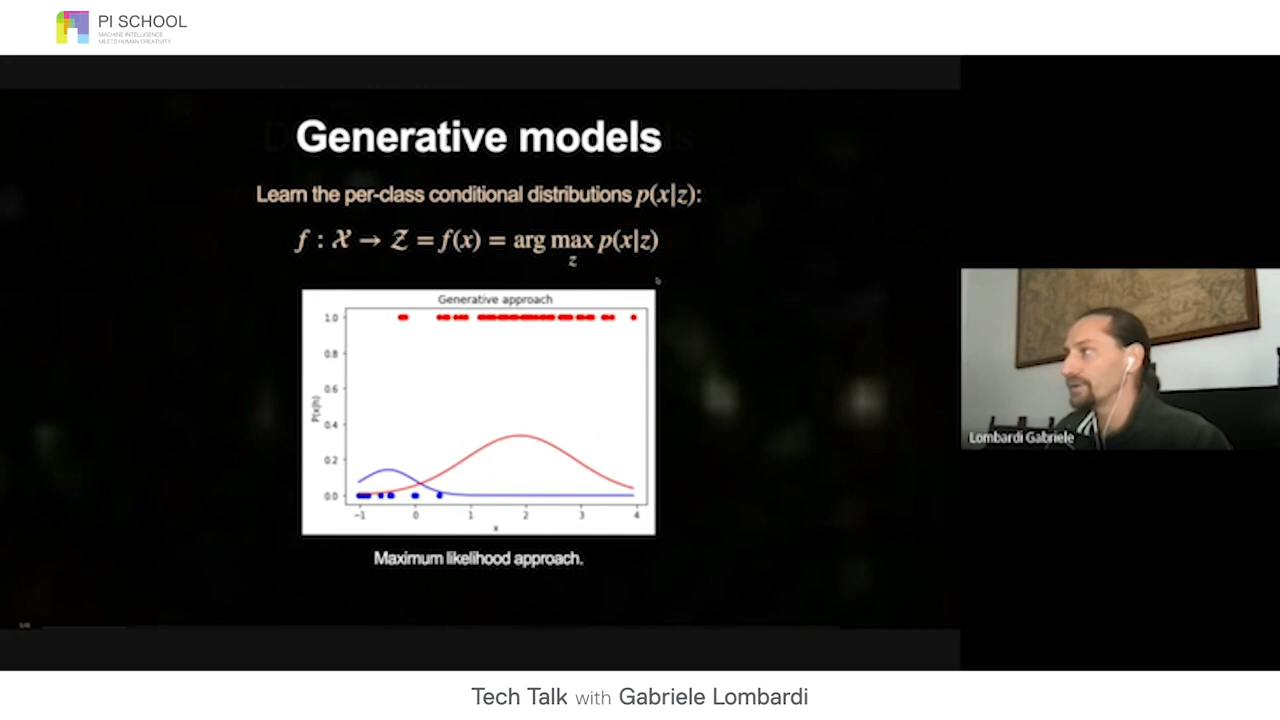 PI SCHOOL
MACHINE INTELLIGENCE
MEETS HUMAN CREATIVITY
Generative models
Learn the per-class conditional distributions p(x|z):
f : 𝒳 → 𝒵 = f(x) = arg max p(x|z)
z
Generative approach
1.0
0.8
0.6
0.4
0.2
0.0
P(x|h)
−1 0 1 2 3 4
x
Maximum likelihood approach.
Lombardi Gabriele
Tech Talk with Gabriele Lombardi